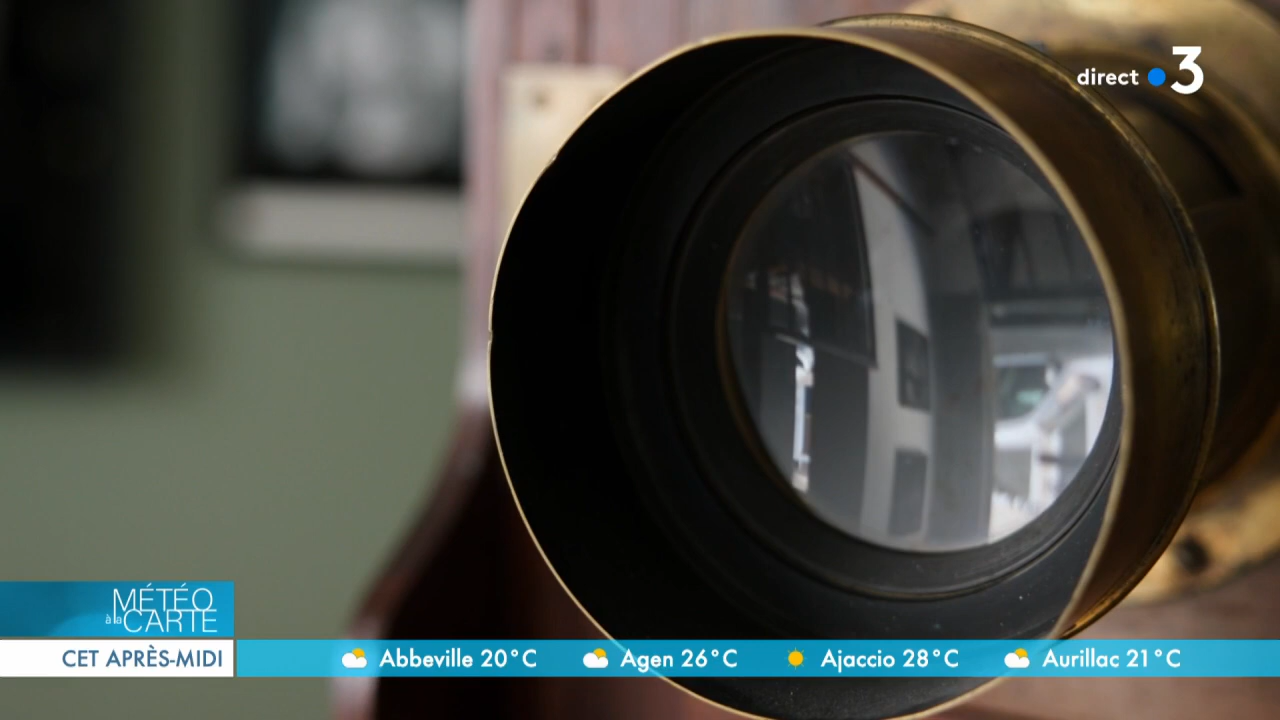 direct 3
MÉTÉO
à la CARTE
CET APRÈS-MIDI
Abbeville 20°C Agen 26°C Ajaccio 28°C Aurillac 21°C